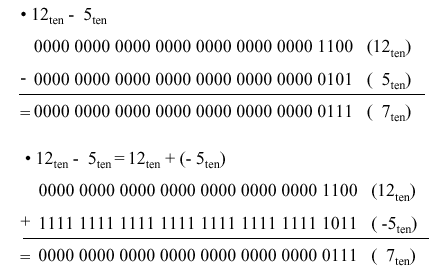 • 12ten - 5ten
0000 0000 0000 0000 0000 0000 0000 1100 (12ten)
- 0000 0000 0000 0000 0000 0000 0000 0101 ( 5ten)
= 0000 0000 0000 0000 0000 0000 0000 0111 ( 7ten)
• 12ten - 5ten = 12ten + (- 5ten)
0000 0000 0000 0000 0000 0000 0000 1100 (12ten)
+ 1111 1111 1111 1111 1111 1111 1111 1011 ( -5ten)
= 0000 0000 0000 0000 0000 0000 0000 0111 ( 7ten)